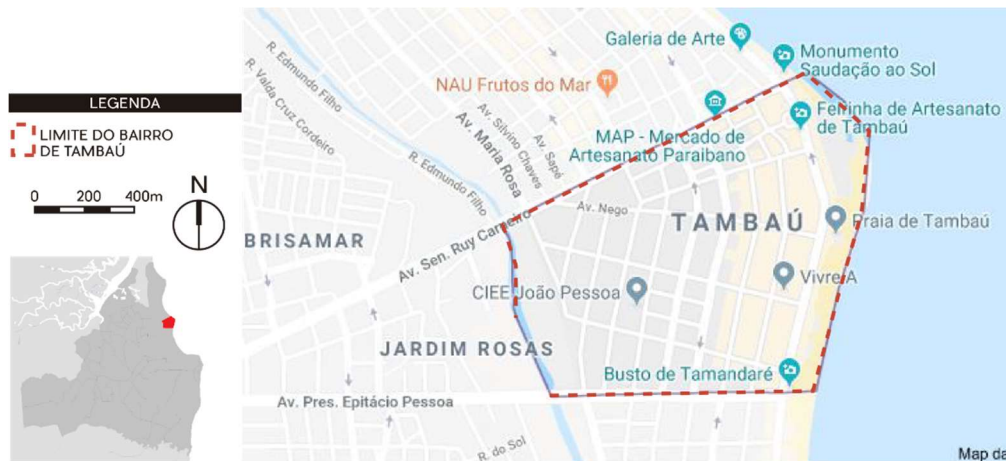 LEGENDA
LIMITE DO BAIRRO
DE TAMBAÚ
0 200 400m
N
Galeria de Arte
Monumento
Saudação ao Sol
NAU Frutos do Mar
R. Edmundo Filho
R. Valda Cruz Cordeiro
Av. Silvino Chaves
Av. Sapé
Av. Maria Rosa
MAP - Mercado de
Artesanato Paraibano
Feirinha de Artesanato
de Tambaú
R. Edmundo Filho
Av. Nego
TAMBAÚ
Praia de Tambaú
BRISAMAR
Av. Sen. Ruy Carneiro
CIEE João Pessoa
Vivre A
JARDIM ROSAS
Busto de Tamandaré
Av. Pres. Epitácio Pessoa
R. do Sol
Map da